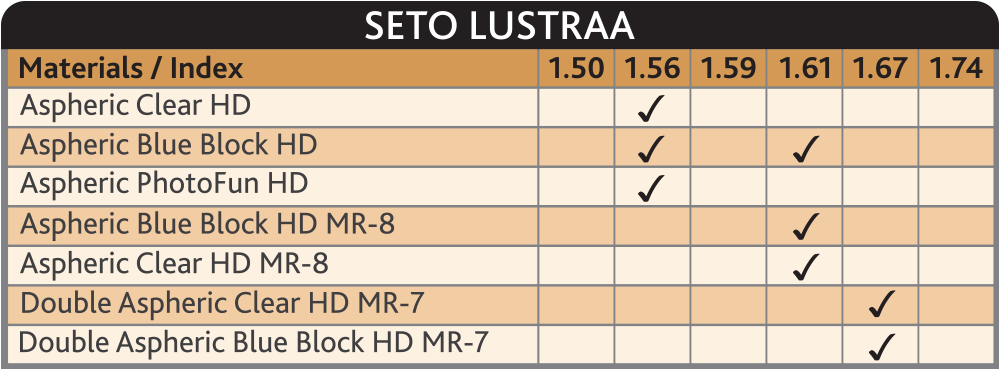 SETO LUSTRAA
Materials / Index 1.50 1.56 1.59 1.61 1.67 1.74
Aspheric Clear HD ✓
Aspheric Blue Block HD ✓ ✓
Aspheric PhotoFun HD ✓
Aspheric Blue Block HD MR-8 ✓
Aspheric Clear HD MR-8 ✓
Double Aspheric Clear HD MR-7 ✓
Double Aspheric Blue Block HD MR-7 ✓